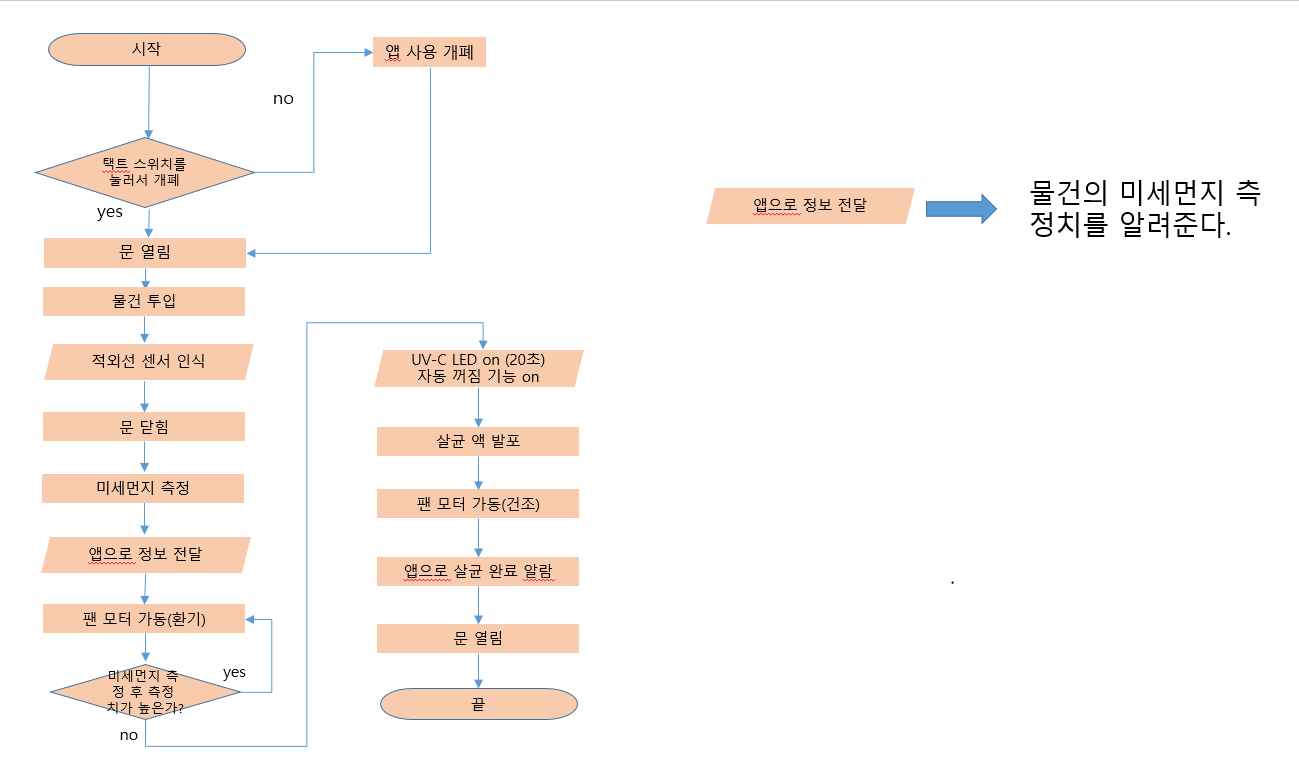 시작
앱 사용 개폐
no
택트 스위치를
눌러서 개폐
yes
문 열림
물건 투입
적외선 센서 인식
문 닫힘
미세먼지 측정
앱으로 정보 전달
팬 모터 가동(환기)
미세먼지 측
정 후 측정
치가 높은가?
yes
no
UV-C LED on (20초)
자동 꺼짐 기능 on
살균 액 발포
팬 모터 가동(건조)
앱으로 살균 완료 알람
문 열림
끝
앱으로 정보 전달
물건의 미세먼지 측
정치를 알려준다.
.